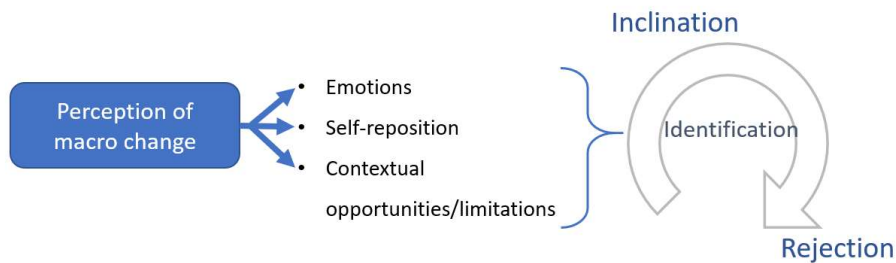 Inclination
Perception of
macro change
• Emotions
• Self-reposition
• Contextual
opportunities/limitations
Identification
Rejection